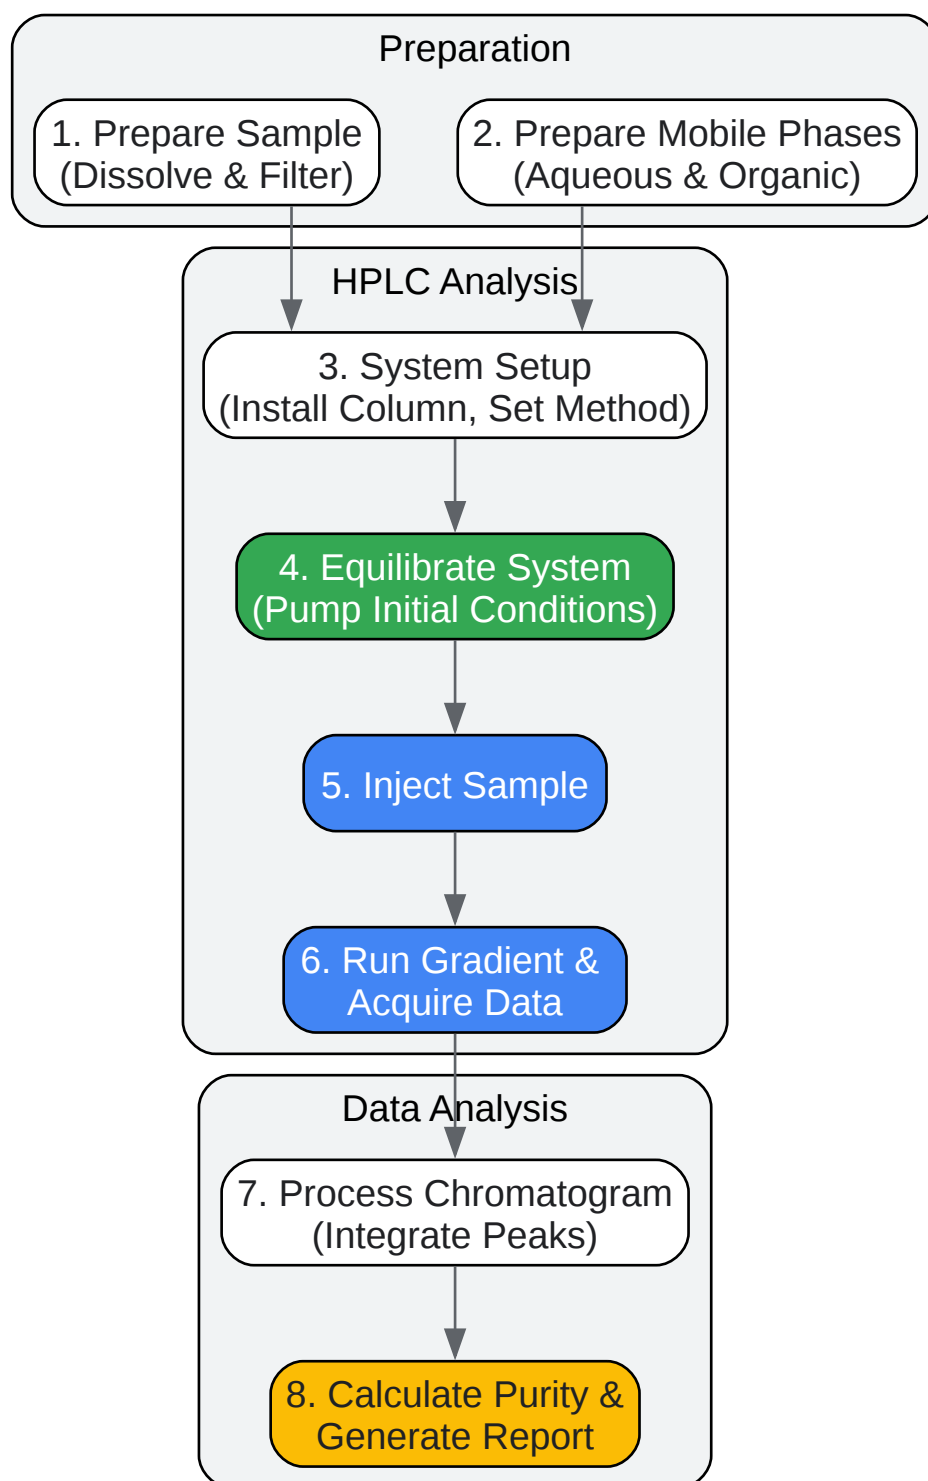 Preparation
1. Prepare Sample
(Dissolve & Filter)
2. Prepare Mobile Phases
(Aqueous & Organic)
HPLC Analysis
3. System Setup
(Install Column, Set Method)
4. Equilibrate System
(Pump Initial Conditions)
5. Inject Sample
6. Run Gradient &
Acquire Data
Data Analysis
7. Process Chromatogram
(Integrate Peaks)
8. Calculate Purity &
Generate Report